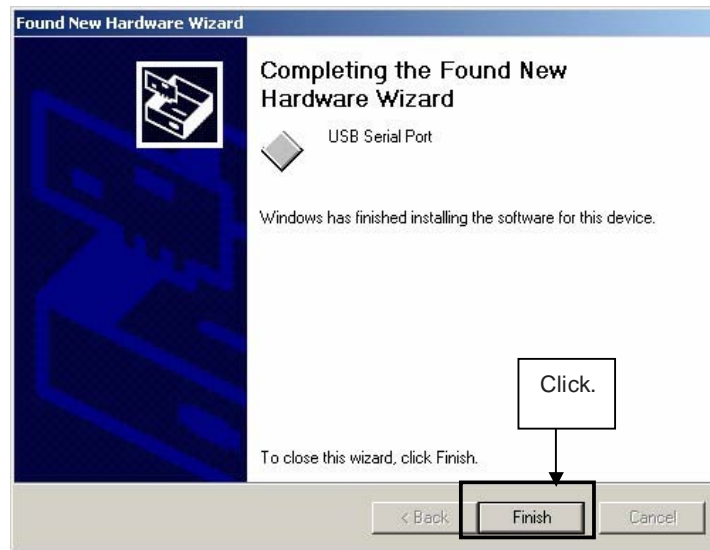 Found New Hardware Wizard
Completing the Found New
Hardware Wizard
USB Serial Port
Windows has finished installing the software for this device.
Click.
To close this wizard, click Finish.
< Back
Finish
Cancel